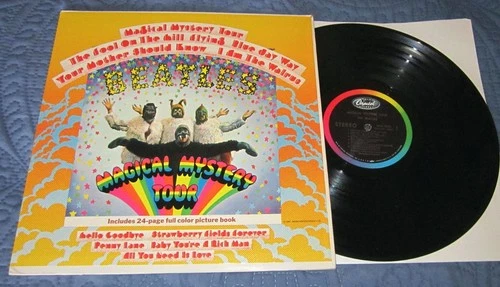 Magical Mystery Tour
The Fool On The Hill Flying Blue Jay Way
Your Mother Should Know I Am The Walrus
BEATLES
MAGICAL MYSTERY
TOUR
Includes 24-page full color picture book
Hello Goodbye Strawberry Fields Forever
Penny Lane Baby You're A Rich Man
All You Need Is Love
Capitol
STEREO